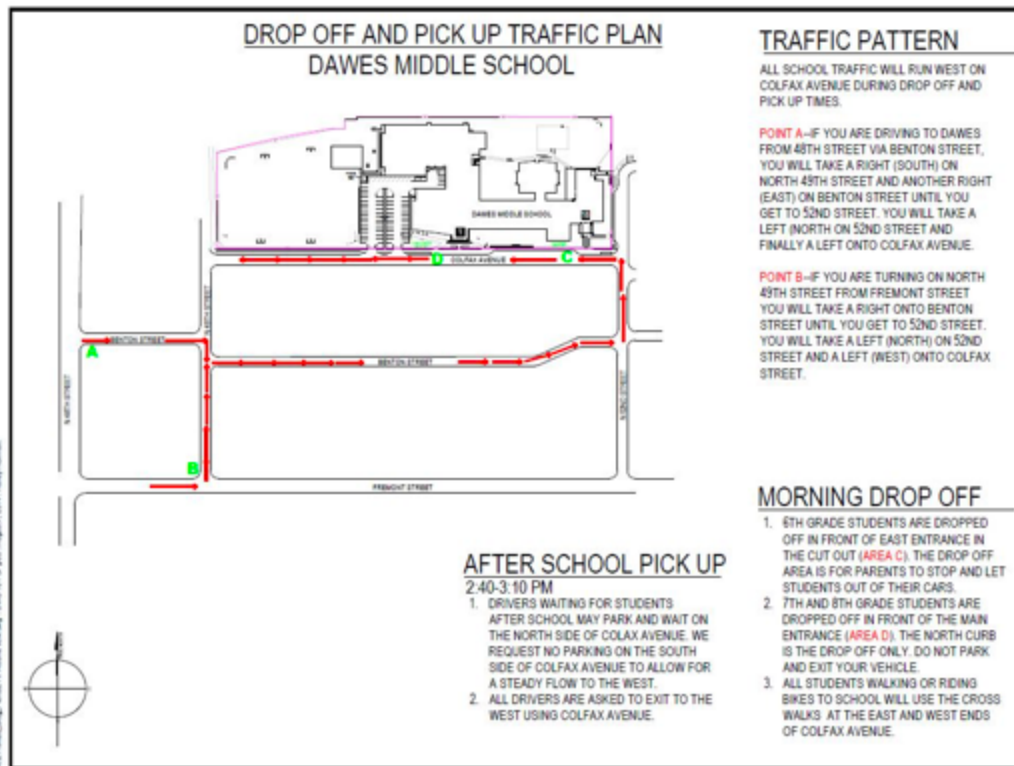 DROP OFF AND PICK UP TRAFFIC PLAN
DAWES MIDDLE SCHOOL
TRAFFIC PATTERN
ALL SCHOOL TRAFFIC WILL RUN WEST ON
COLFAX AVENUE DURING DROP OFF AND
PICK UP TIMES.
POINT A--IF YOU ARE DRIVING TO DAWES
FROM 48TH STREET VIA BENTON STREET,
YOU WILL TAKE A RIGHT (SOUTH) ON
NORTH 49TH STREET AND ANOTHER RIGHT
(EAST) ON BENTON STREET UNTIL YOU
GET TO 52ND STREET. YOU WILL TAKE A
LEFT (NORTH ON 52ND STREET AND
FINALLY A LEFT ONTO COLFAX AVENUE.
POINT B--IF YOU ARE TURNING ON NORTH
49TH STREET FROM FREMONT STREET
YOU WILL TAKE A RIGHT ONTO BENTON
STREET UNTIL YOU GET TO 52ND STREET.
YOU WILL TAKE A LEFT (NORTH) ON 52ND
STREET AND A LEFT (WEST) ONTO COLFAX
STREET.
DAWES MIDDLE SCHOOL
D
COLFAX AVENUE
C
N 49TH STREET
BENTON STREET
A
BENTON STREET
N 48TH STREET
N 52ND STREET
B
FREMONT STREET
MORNING DROP OFF
1. 6TH GRADE STUDENTS ARE DROPPED
OFF IN FRONT OF EAST ENTRANCE IN
THE CUT OUT (AREA C). THE DROP OFF
AREA IS FOR PARENTS TO STOP AND LET
STUDENTS OUT OF THEIR CARS.
2. 7TH AND 8TH GRADE STUDENTS ARE
DROPPED OFF IN FRONT OF THE MAIN
ENTRANCE (AREA D). THE NORTH CURB
IS THE DROP OFF ONLY. DO NOT PARK
AND EXIT YOUR VEHICLE.
3. ALL STUDENTS WALKING OR RIDING
BIKES TO SCHOOL WILL USE THE CROSS
WALKS AT THE EAST AND WEST ENDS
OF COLFAX AVENUE.
AFTER SCHOOL PICK UP
2:40-3:10 PM
1. DRIVERS WAITING FOR STUDENTS
AFTER SCHOOL MAY PARK AND WAIT ON
THE NORTH SIDE OF COLAX AVENUE. WE
REQUEST NO PARKING ON THE SOUTH
SIDE OF COLFAX AVENUE TO ALLOW FOR
A STEADY FLOW TO THE WEST.
2. ALL DRIVERS ARE ASKED TO EXIT TO THE
WEST USING COLFAX AVENUE.